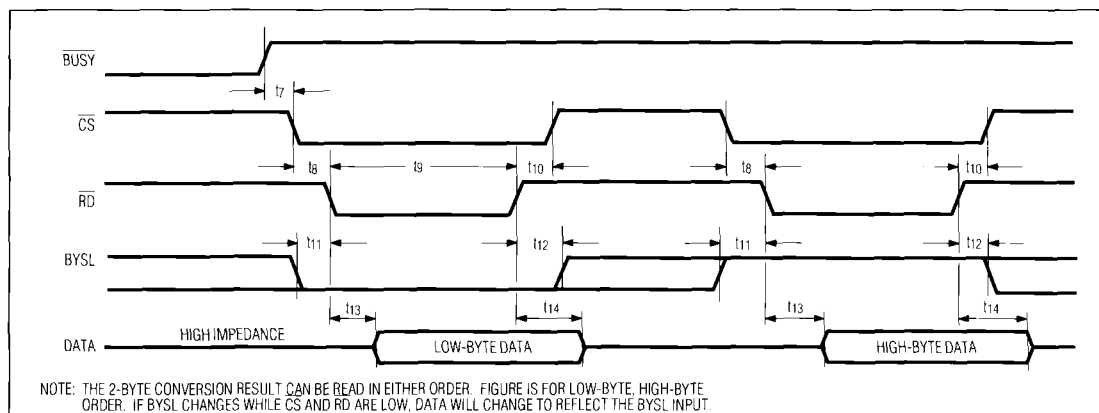 BUSY
t7
CS
t8 t9 t10 t8 t10
RD
t11 t12 t11 t12
BYSL
t13 t14 t13 t14
HIGH IMPEDANCE
DATA LOW-BYTE DATA HIGH-BYTE DATA
NOTE: THE 2-BYTE CONVERSION RESULT CAN BE READ IN EITHER ORDER. FIGURE IS FOR LOW-BYTE, HIGH-BYTE
ORDER. IF BYSL CHANGES WHILE CS AND RD ARE LOW, DATA WILL CHANGE TO REFLECT THE BYSL INPUT.